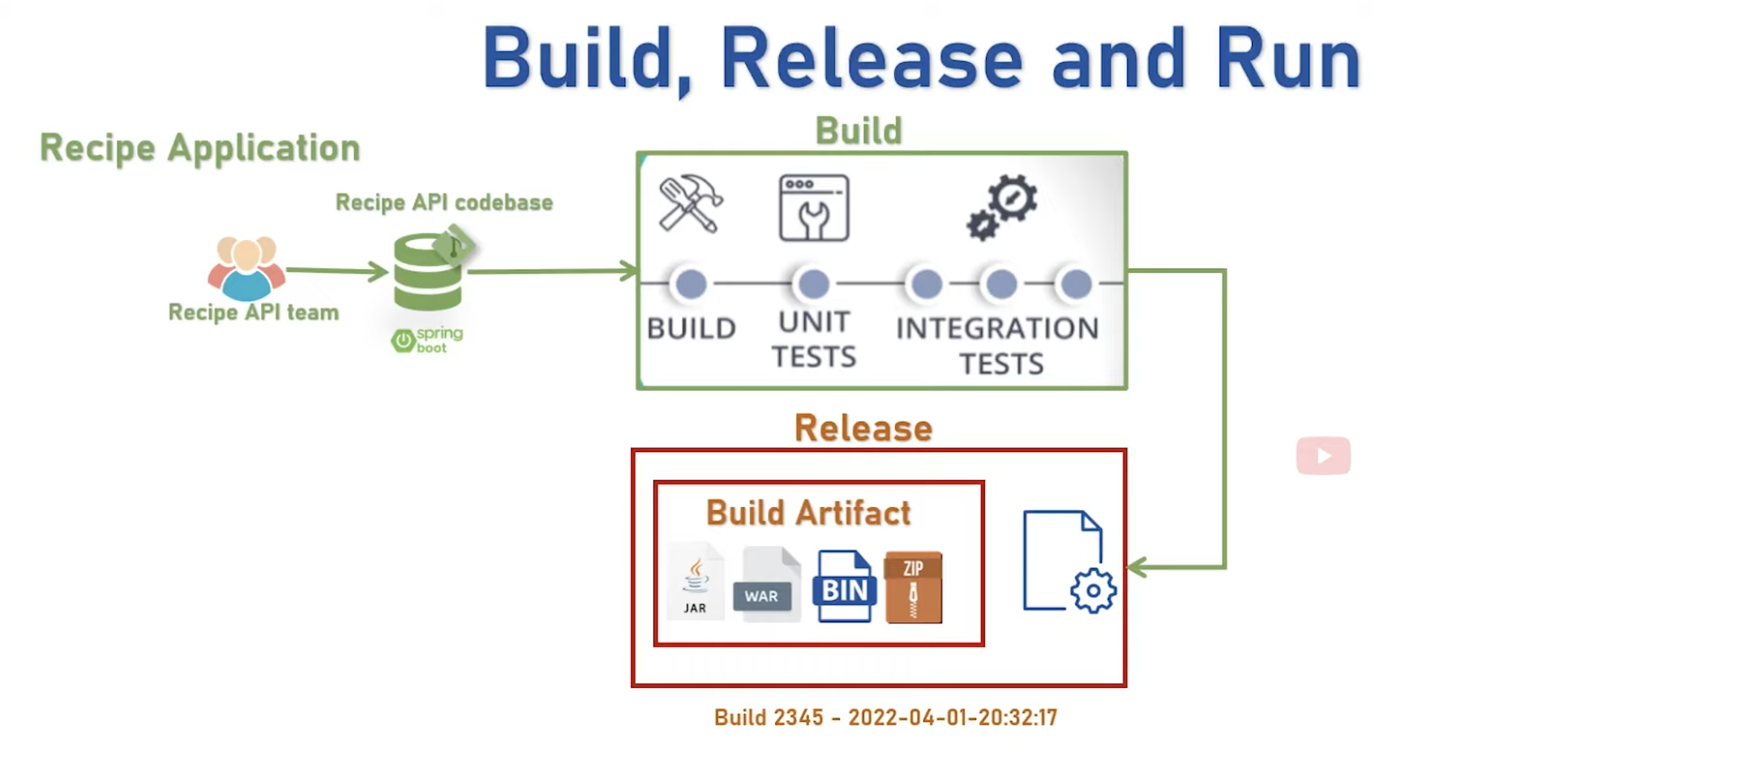 Build, Release and Run
Recipe Application
Build
Recipe API codebase
Recipe API team
spring
boot
BUILD
UNIT
TESTS
INTEGRATION
TESTS
Release
Build Artifact
JAR
WAR
BIN
ZIP
Build 2345 - 2022-04-01-20:32:17